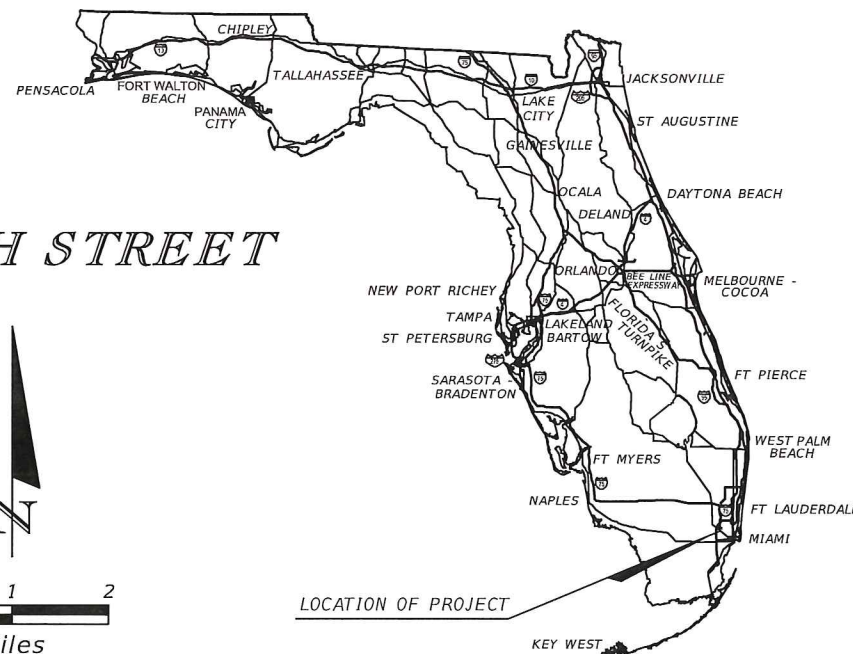 CHIPLEY
PENSACOLA
FORT WALTON
BEACH
PANAMA
CITY
TALLAHASSEE
LAKE
CITY
JACKSONVILLE
ST AUGUSTINE
GAINESVILLE
OCALA
DELAND
DAYTONA BEACH
H STREET
ORLANDO
BEE LINE
EXPRESSWAY
MELBOURNE -
COCOA
NEW PORT RICHEY
TAMPA
ST PETERSBURG
LAKELAND
BARTOW
FLORIDA'S
TURNPIKE
SARASOTA -
BRADENTON
FT PIERCE
WEST PALM
BEACH
FT MYERS
NAPLES
FT LAUDERDAL
MIAMI
N
1 2
iles
LOCATION OF PROJECT
KEY WEST